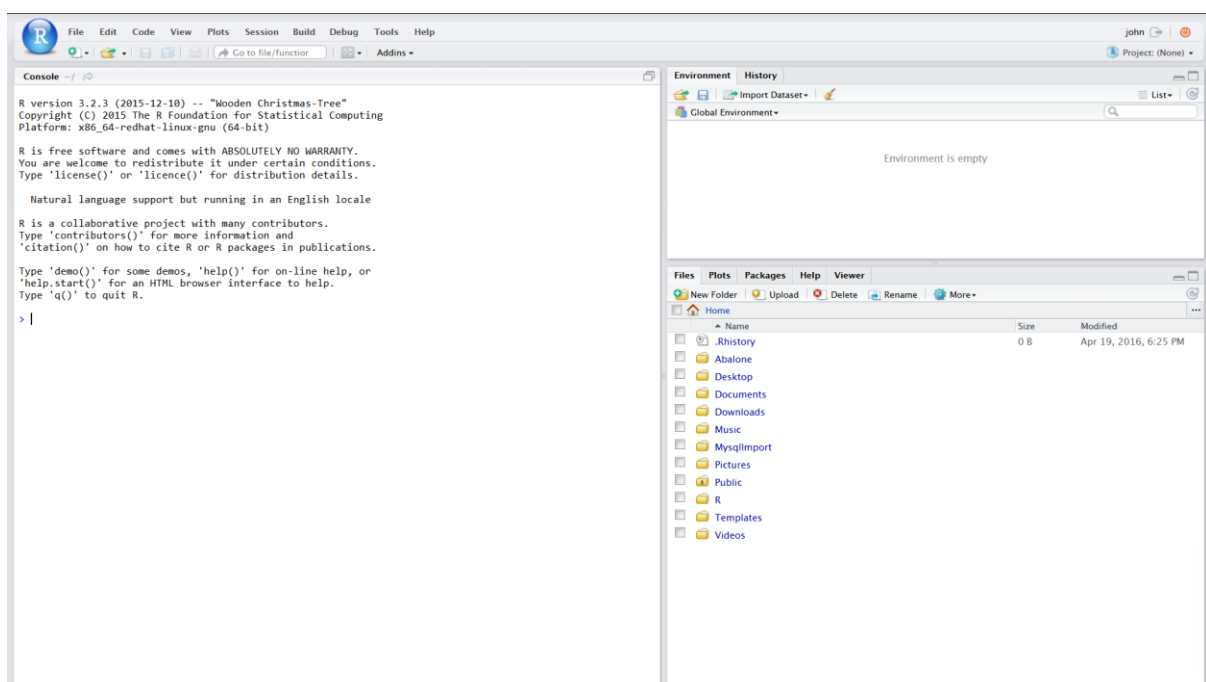 R
File Edit Code View Plots Session Build Debug Tools Help
john
Go to file/function
Addins
Project: (None)
Console ~/
R version 3.2.3 (2015-12-10) -- "Wooden Christmas-Tree"
Copyright (C) 2015 The R Foundation for Statistical Computing
Platform: x86_64-redhat-linux-gnu (64-bit)
R is free software and comes with ABSOLUTELY NO WARRANTY.
You are welcome to redistribute it under certain conditions.
Type 'license()' or 'licence()' for distribution details.
Natural language support but running in an English locale
R is a collaborative project with many contributors.
Type 'contributors()' for more information and
'citation()' on how to cite R or R packages in publications.
Type 'demo()' for some demos, 'help()' for on-line help, or
'help.start()' for an HTML browser interface to help.
Type 'q()' to quit R.
>
Environment History
Import Dataset
List
Global Environment
Environment is empty
Files Plots Packages Help Viewer
New Folder Upload Delete Rename More
Home
Name Size Modified
.Rhistory 0 B Apr 19, 2016, 6:25 PM
Abalone
Desktop
Documents
Downloads
Music
MysqlImport
Pictures
Public
R
Templates
Videos